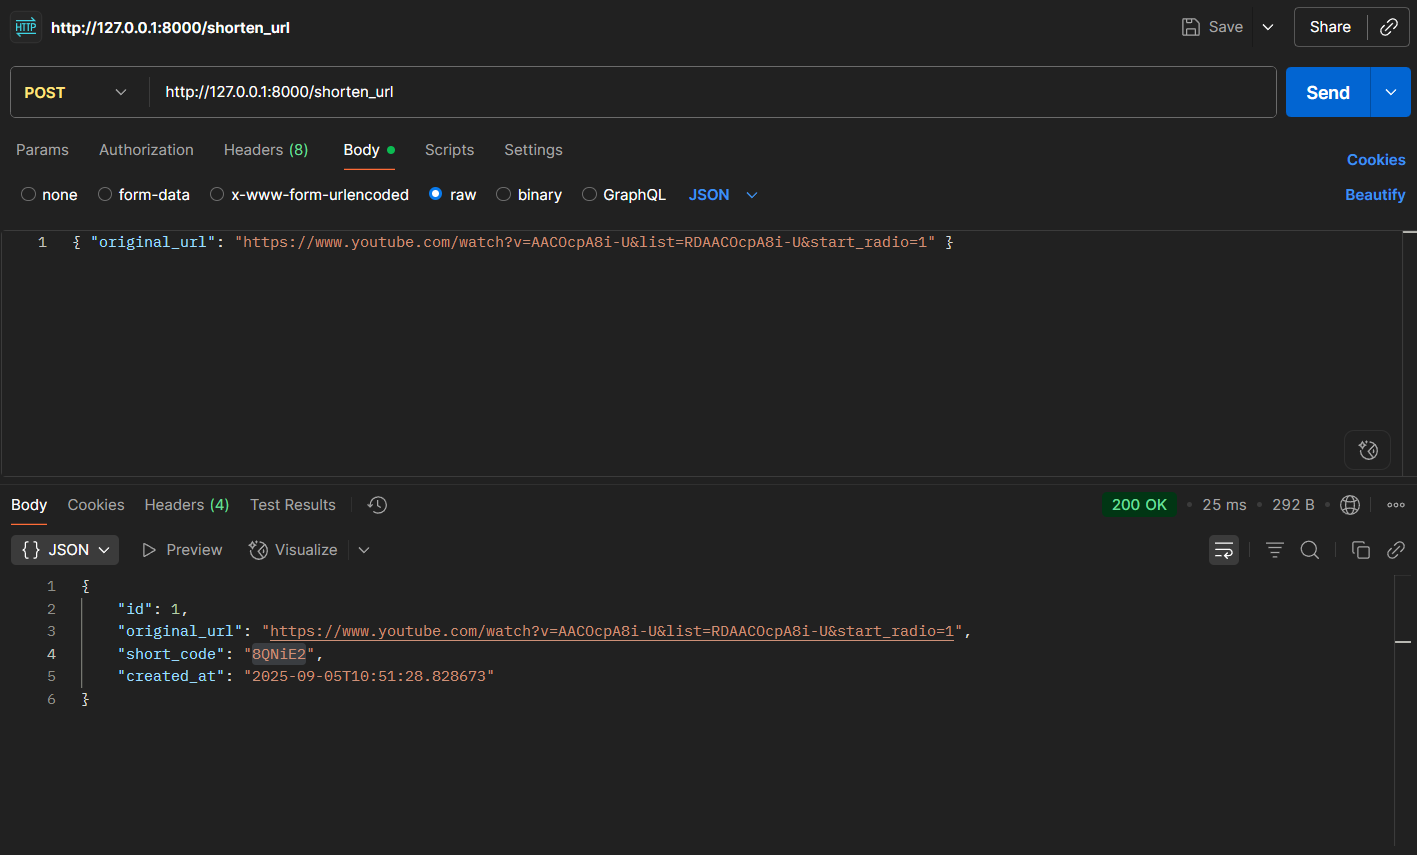 HTTP http://127.0.0.1:8000/shorten_url Save Share
POST http://127.0.0.1:8000/shorten_url Send
Params Authorization Headers (8) Body Scripts Settings Cookies
none form-data x-www-form-urlencoded raw binary GraphQL JSON Beautify
1 { "original_url": "https://www.youtube.com/watch?v=AACOcpA8i-U&list=RDAACOcpA8i-U&start_radio=1" }
Body Cookies Headers (4) Test Results 200 OK • 25 ms • 292 B •
{} JSON Preview Visualize
1 {
2 "id": 1,
3 "original_url": "https://www.youtube.com/watch?v=AACOcpA8i-U&list=RDAACOcpA8i-U&start_radio=1",
4 "short_code": "8QNiE2",
5 "created_at": "2025-09-05T10:51:28.828673"
6 }